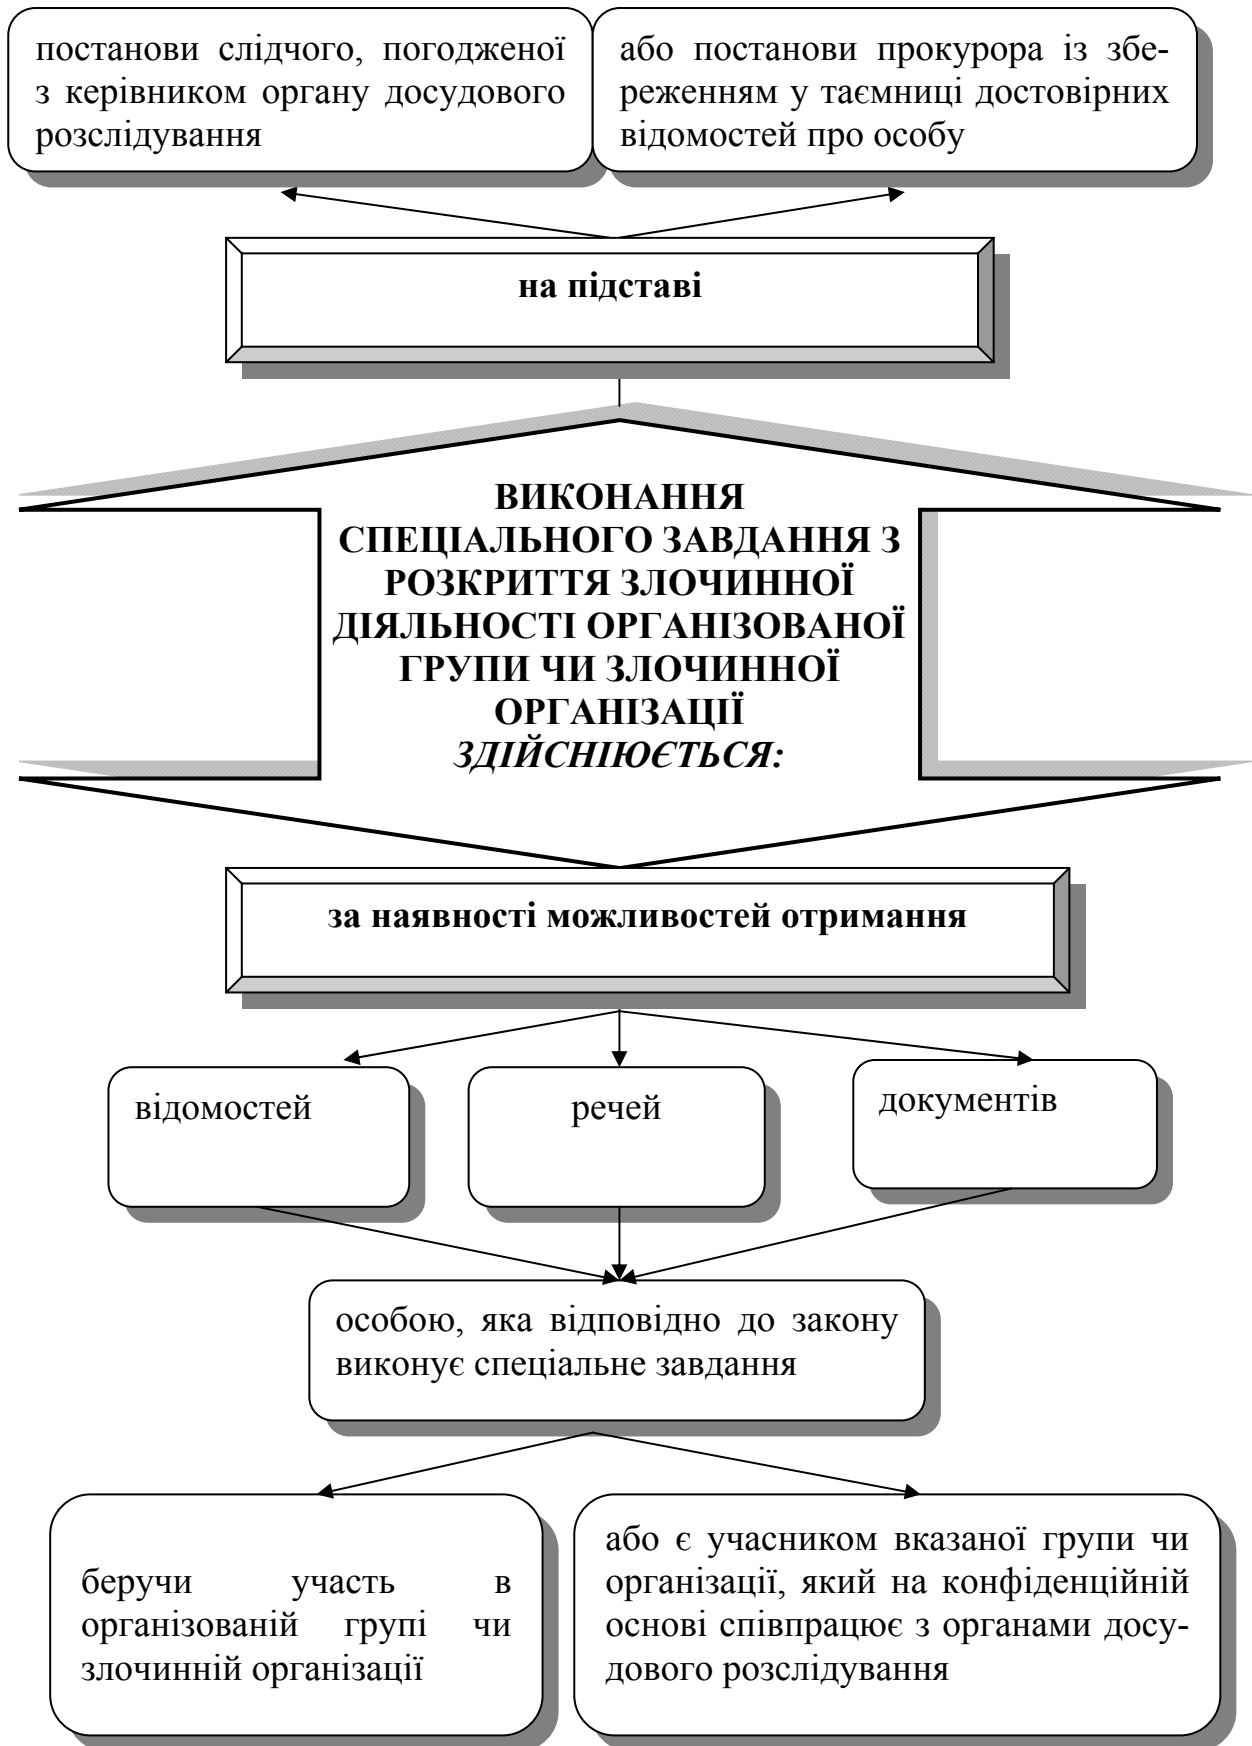 постанови слідчого, погодженої
з керівником органу досудового
розслідування
або постанови прокурора із збе-
реженням у таємниці достовірних
відомостей про особу
на підставі
ВИКОНАННЯ
СПЕЦІАЛЬНОГО ЗАВДАННЯ З
РОЗКРИТТЯ ЗЛОЧИННОЇ
ДІЯЛЬНОСТІ ОРГАНІЗОВАНОЇ
ГРУПИ ЧИ ЗЛОЧИННОЇ
ОРГАНІЗАЦІЇ
ЗДІЙСНІЮЄТЬСЯ:
за наявності можливостей отримання
відомостей
речей
документів
особою, яка відповідно до закону
виконує спеціальне завдання
беручи участь в
організованій групі чи
злочинній організації
або є учасником вказаної групи чи
організації, який на конфіденційній
основі співпрацює з органами досу-
дового розслідування